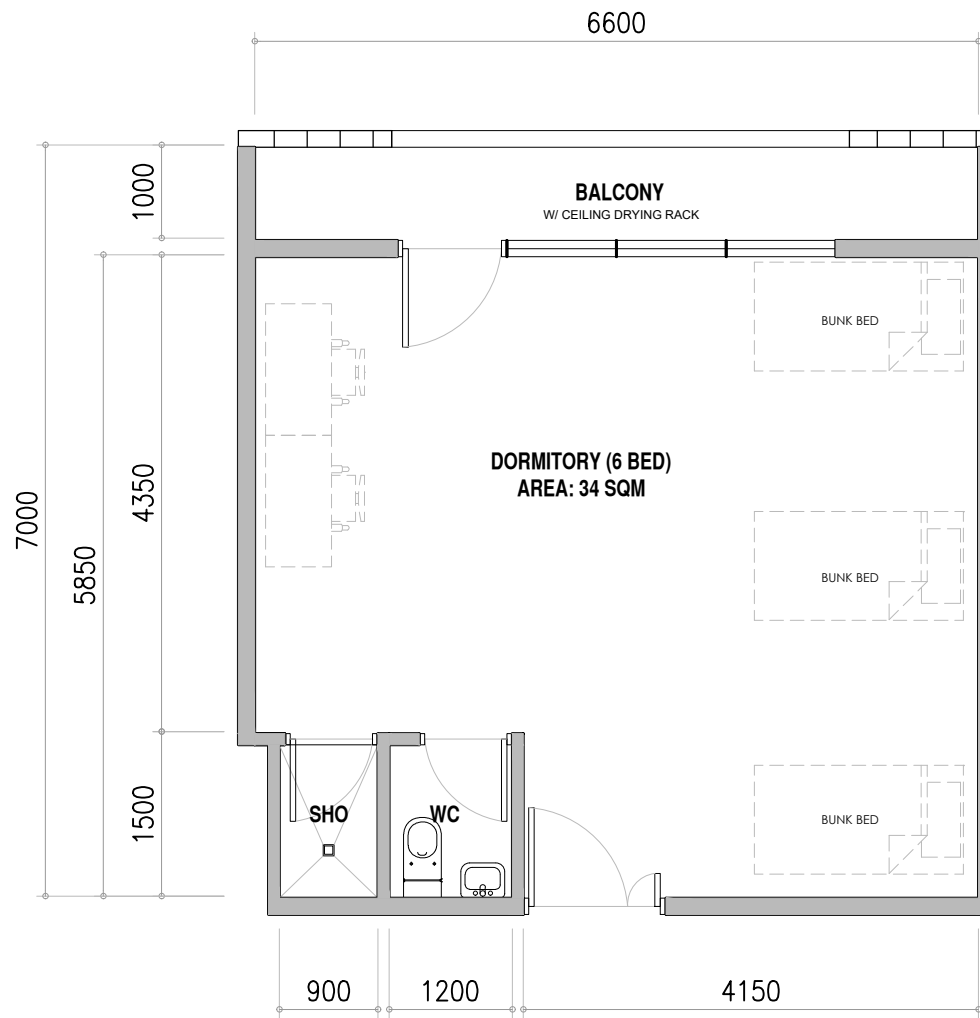 6600
1000
BALCONY
W/ CEILING DRYING RACK
BUNK BED
DORMITORY (6 BED)
AREA: 34 SQM
7000
5850
4350
BUNK BED
1500
SHO
WC
BUNK BED
900
1200
4150